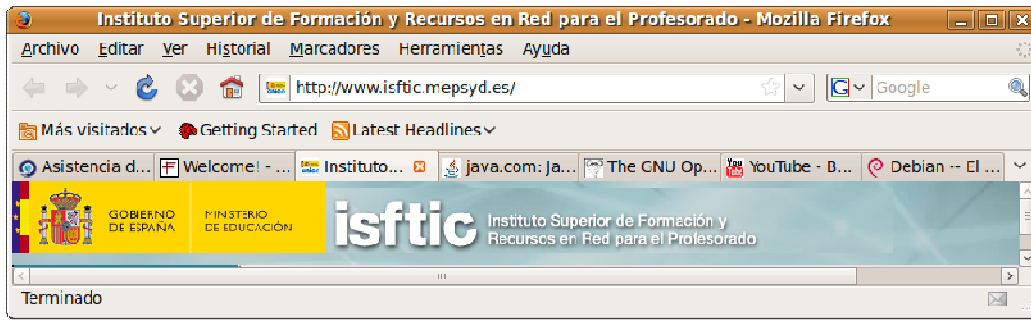 Instituto Superior de Formación y Recursos en Red para el Profesorado - Mozilla Firefox
Archivo Editar Ver Historial Marcadores Herramientas Ayuda
http://www.isftic.mepsyd.es/ G Google
Más visitados Getting Started Latest Headlines
Asistencia d... Welcome! - ... Instituto... java.com: Ja... The GNU Op... YouTube - B... Debian -- El ...
GOBIERNO DE ESPAÑA
MINISTERIO DE EDUCACIÓN
isftic
Instituto Superior de Formación y
Recursos en Red para el Profesorado
Terminado